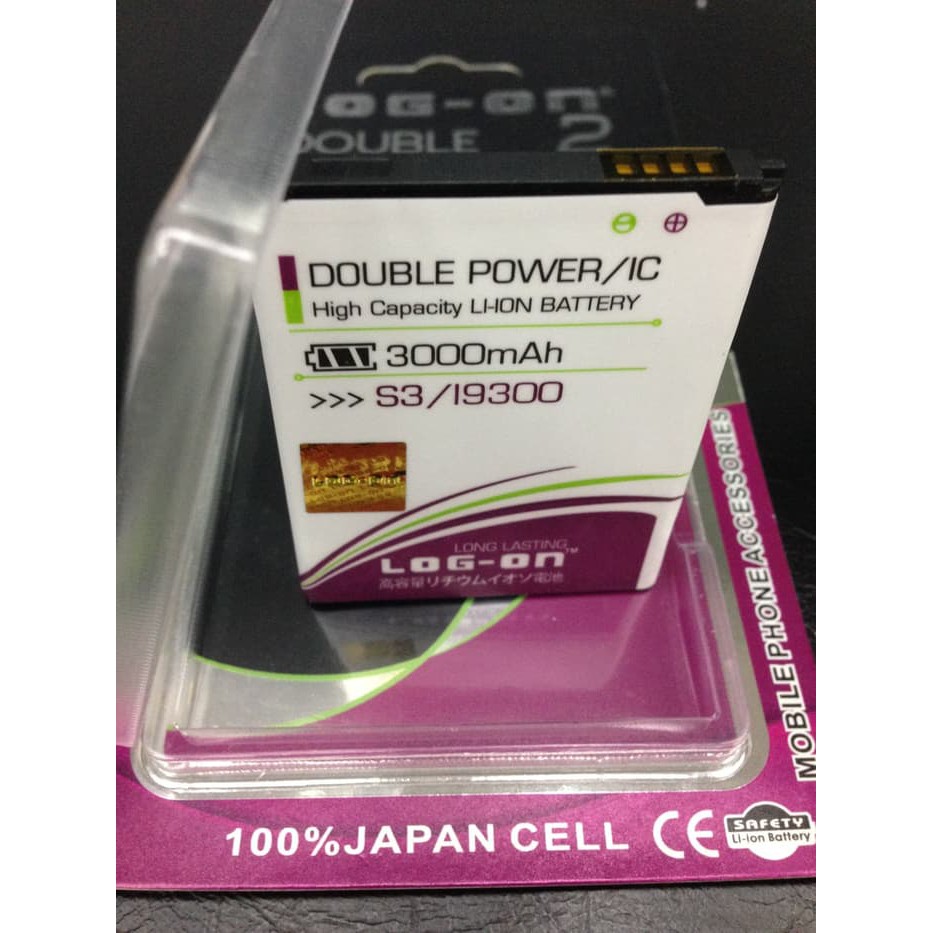 LOG-On
DOUBLE 2
DOUBLE POWER/IC
High Capacity LI-ION BATTERY
3000mAh
>>> S3/I9300
LONG LASTING
LOG-On™
高容量リチウムイオン電池
MOBILE PHONE ACCESSORIES
100%JAPAN CELL CE
SAFETY
Li-ion Battery